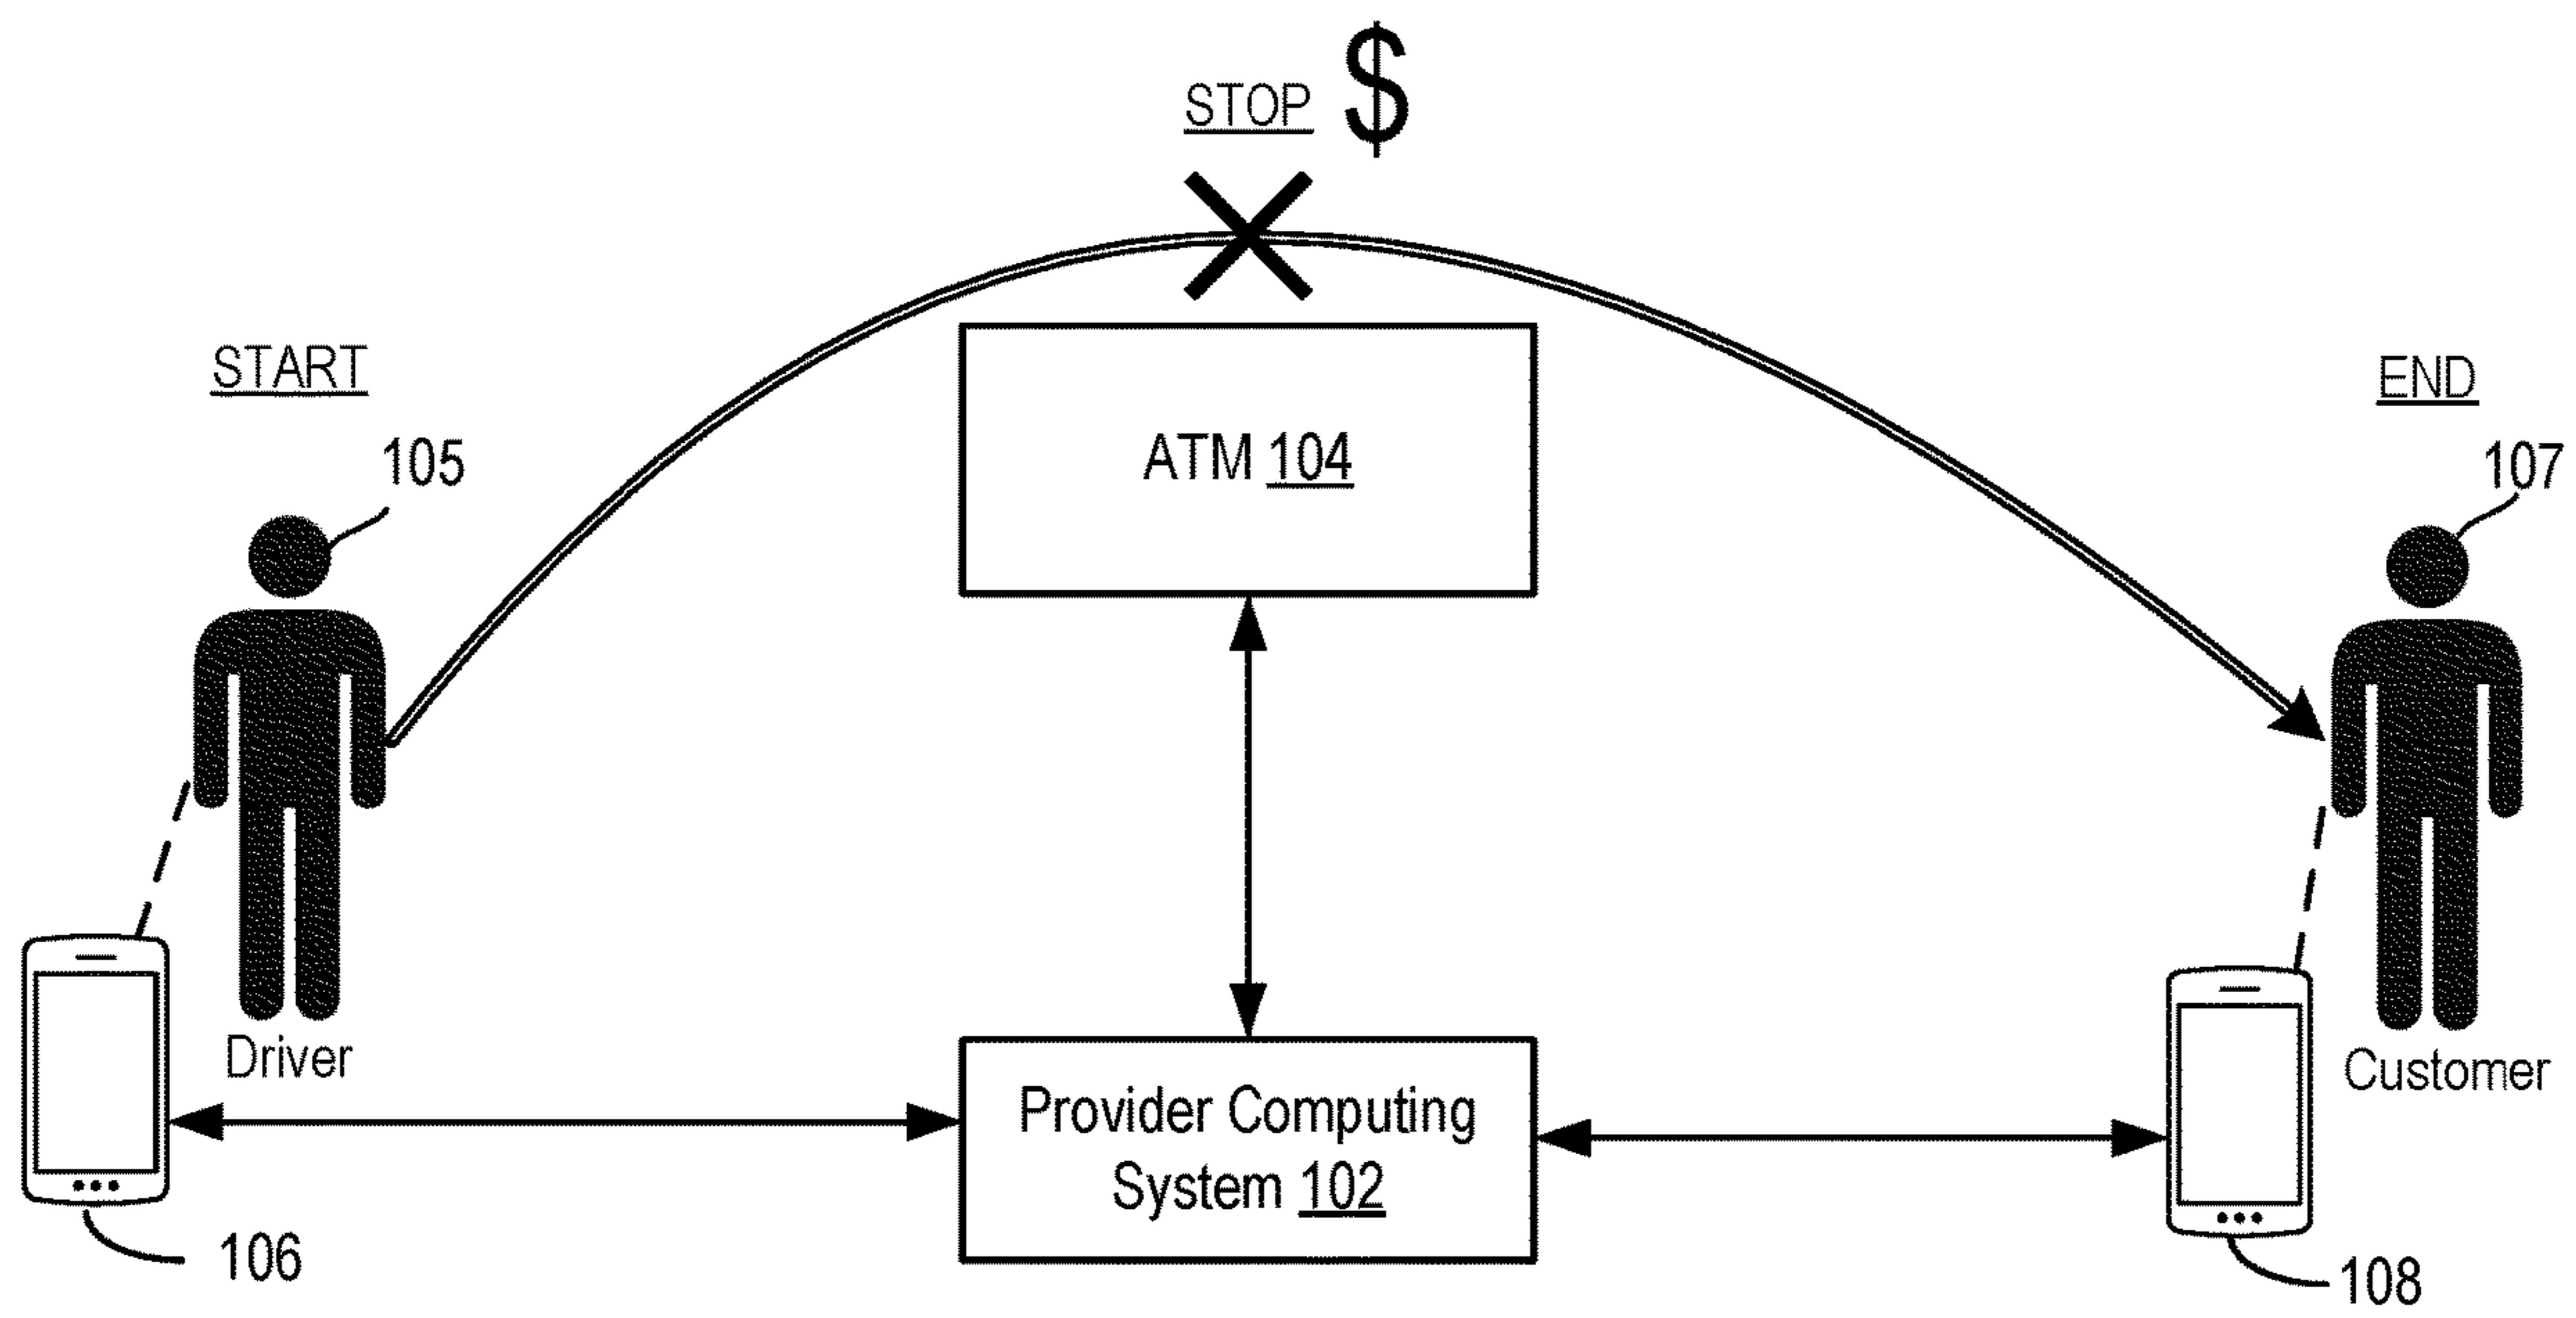 STOP $
START
END
105
ATM 104
107
Driver
Customer
Provider Computing
System 102
106
108